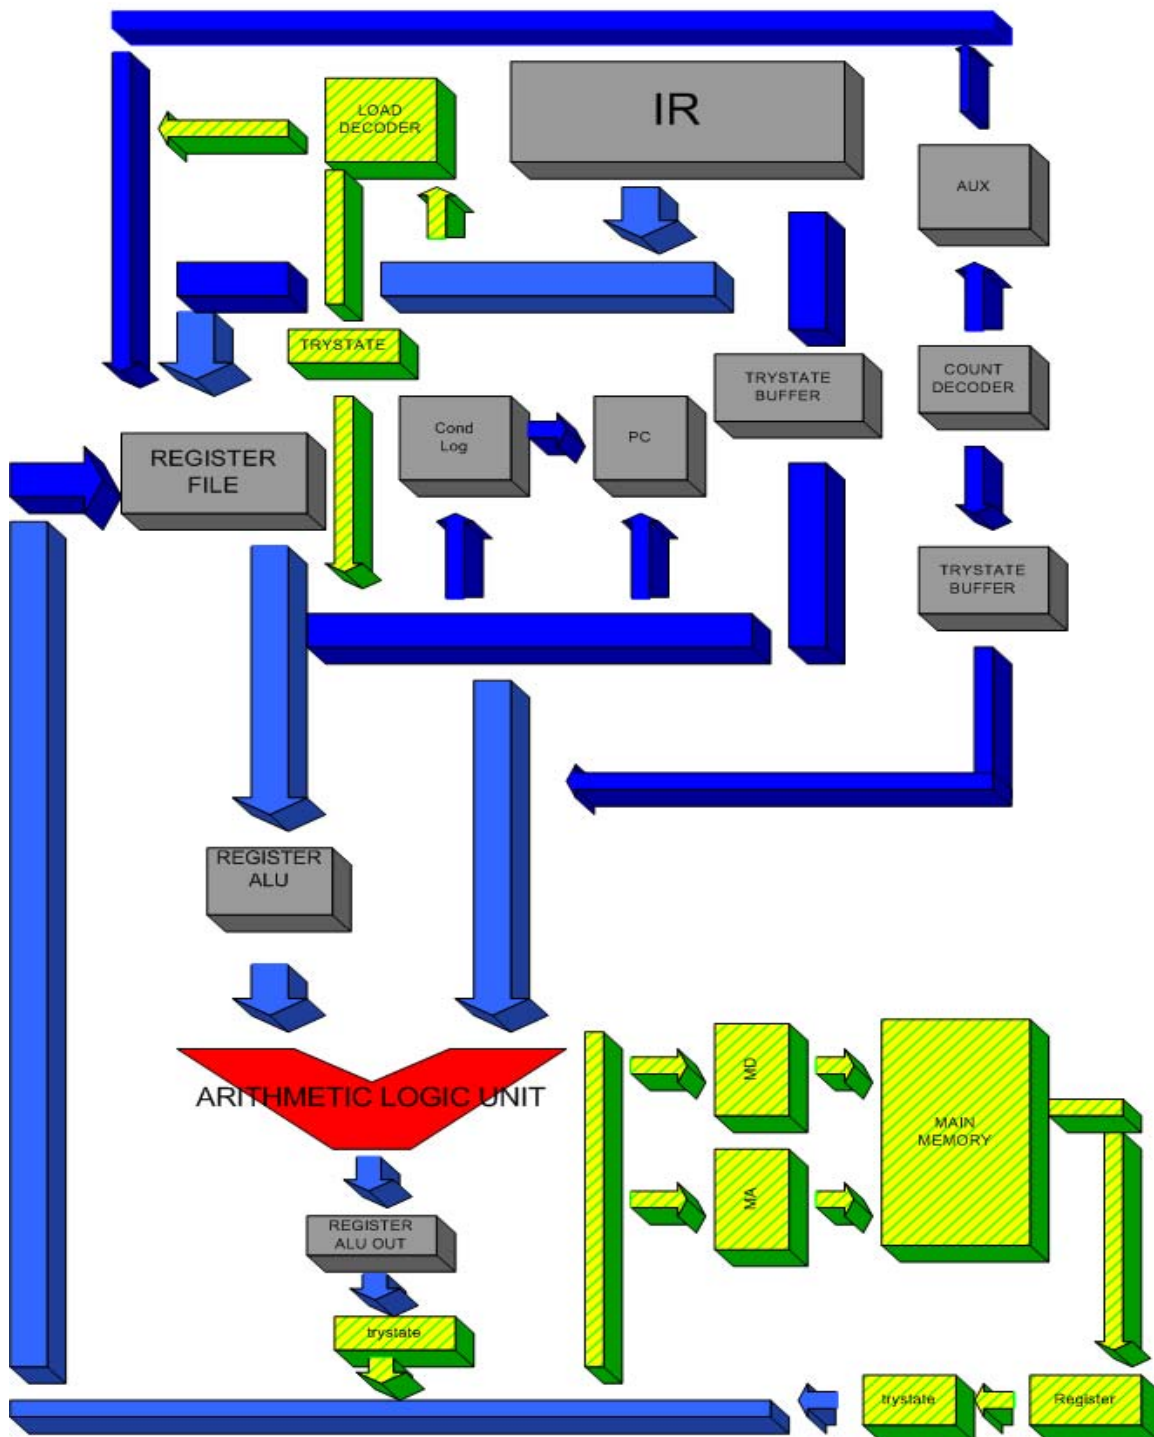 LOAD
DECODER
IR
AUX
TRYSTATE
TRYSTATE
BUFFER
COUNT
DECODER
Cond
Log
PC
REGISTER
FILE
TRYSTATE
BUFFER
REGISTER
ALU
ARITHMETIC LOGIC UNIT
MD
MAIN
MEMORY
MA
REGISTER
ALU OUT
trystate
trystate
Register